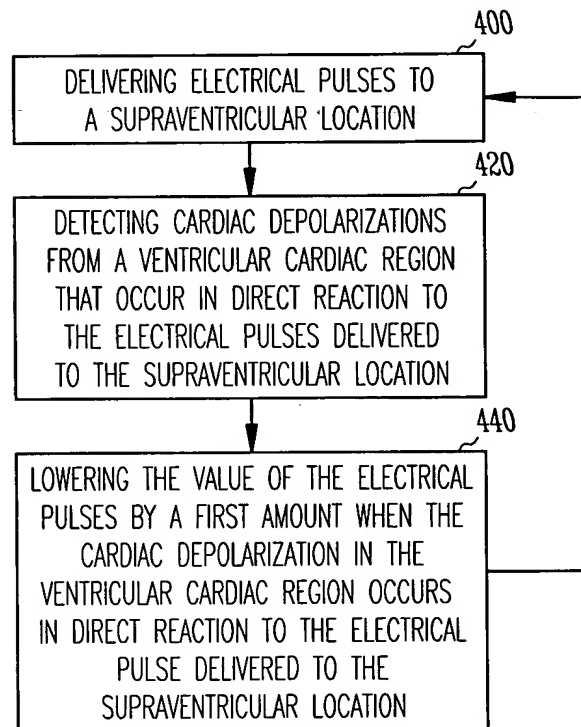 400
DELIVERING ELECTRICAL PULSES TO
A SUPRAVENTRICULAR LOCATION
420
DETECTING CARDIAC DEPOLARIZATIONS
FROM A VENTRICULAR CARDIAC REGION
THAT OCCUR IN DIRECT REACTION TO
THE ELECTRICAL PULSES DELIVERED
TO THE SUPRAVENTRICULAR LOCATION
440
LOWERING THE VALUE OF THE ELECTRICAL
PULSES BY A FIRST AMOUNT WHEN THE
CARDIAC DEPOLARIZATION IN THE
VENTRICULAR CARDIAC REGION OCCURS
IN DIRECT REACTION TO THE ELECTRICAL
PULSE DELIVERED TO THE
SUPRAVENTRICULAR LOCATION